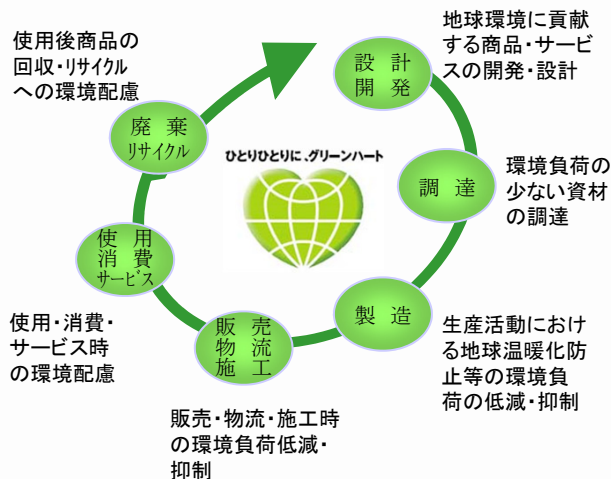 地球環境に貢献
する商品・サービ
スの開発・設計
設 計
開 発
環境負荷の
少ない資材
の調達
調 達
生産活動におけ
る地球温暖化防
止等の環境負
荷の低減・抑制
製 造
販 売
物 流
施 工
販売・物流・施工時
の環境負荷低減・
抑制
使 用
消 費
サービス
使用・消費・
サービス時
の環境配慮
廃 棄
リサイクル
使用後商品の
回収・リサイクル
への環境配慮
ひとりひとりに、グリーンハート